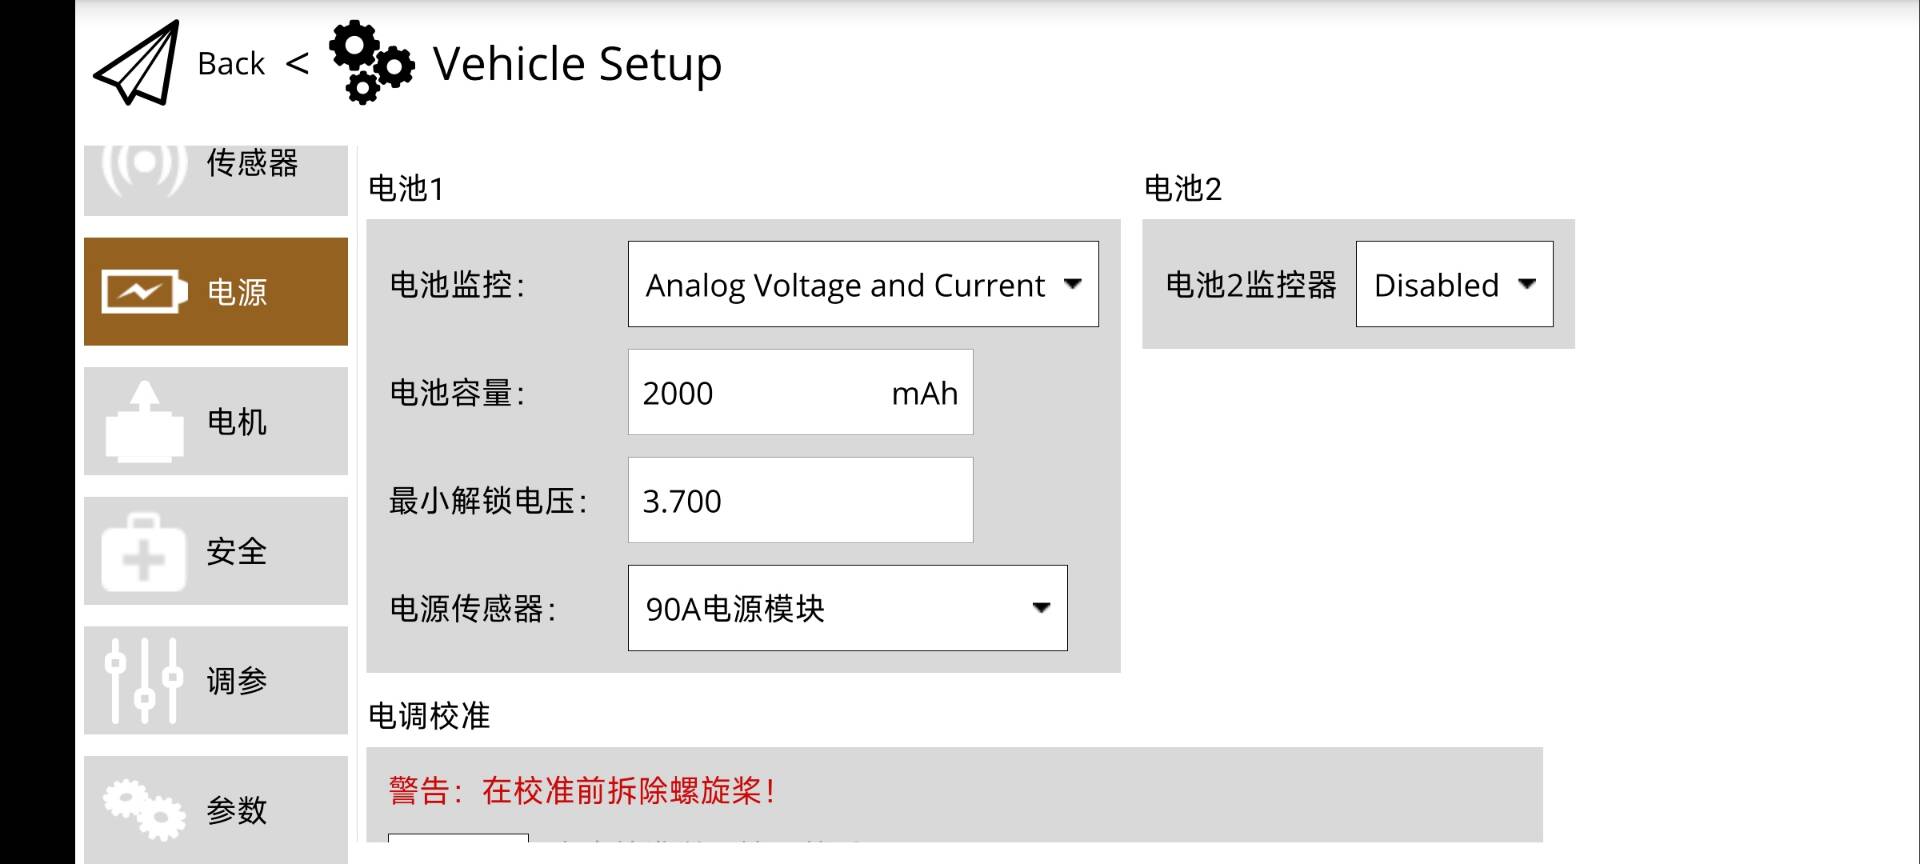 Back < Vehicle Setup
传感器
电源
电机
安全
调参
参数
电池1
电池监控: Analog Voltage and Current
电池容量: 2000 mAh
最小解锁电压: 3.700
电源传感器: 90A电源模块
电池2
电池2监控器 Disabled
电调校准
警告：在校准前拆除螺旋桨！